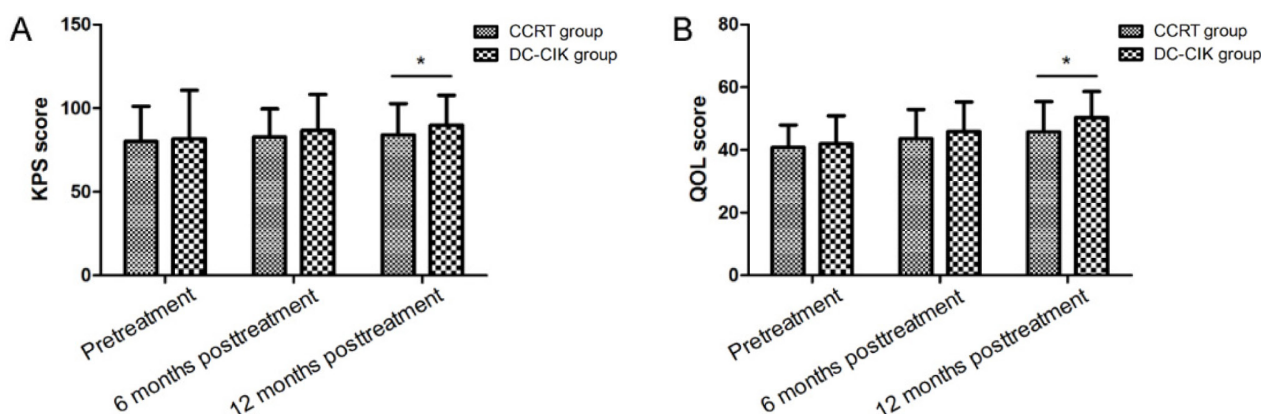 A
KPS score
150
100
50
0
CCRT group
DC-CIK group
*
Pretreatment
6 months posttreatment
12 months posttreatment
B
QOL score
80
60
40
20
0
CCRT group
DC-CIK group
*
Pretreatment
6 months posttreatment
12 months posttreatment